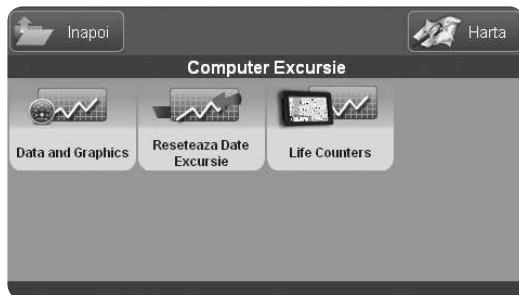 Inapoi
Harta
Computer Excursie
Data and Graphics
Reseteaza Date
Excursie
Life Counters